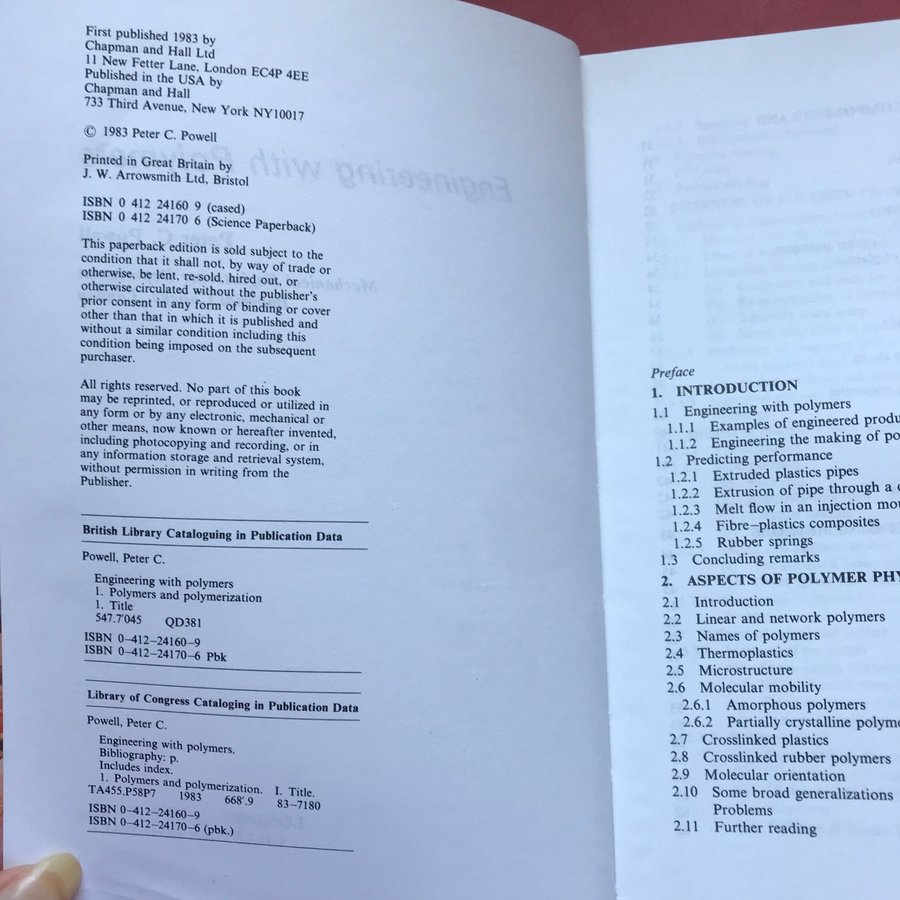 First published 1983 by
Chapman and Hall Ltd
11 New Fetter Lane, London EC4P 4EE
Published in the USA by
Chapman and Hall
733 Third Avenue, New York NY10017
© 1983 Peter C. Powell
Printed in Great Britain by
J. W. Arrowsmith Ltd, Bristol
ISBN 0 412 24160 9 (cased)
ISBN 0 412 24170 6 (Science Paperback)
This paperback edition is sold subject to the
condition that it shall not, by way of trade or
otherwise, be lent, re-sold, hired out, or
otherwise circulated without the publisher's
prior consent in any form of binding or cover
other than that in which it is published and
without a similar condition including this
condition being imposed on the subsequent
purchaser.
All rights reserved. No part of this book
may be reprinted, or reproduced or utilized in
any form or by any electronic, mechanical or
other means, now known or hereafter invented,
including photocopying and recording, or in
any information storage and retrieval system,
without permission in writing from the
Publisher.
British Library Cataloguing in Publication Data
Powell, Peter C.
Engineering with polymers
1. Polymers and polymerization
1. Title
547.7'045 QD381
ISBN 0–412–24160–9
ISBN 0–412–24170–6 Pbk
Library of Congress Cataloging in Publication Data
Powell, Peter C.
Engineering with polymers.
Bibliography: p.
Includes index.
1. Polymers and polymerization. I. Title.
TA455.P58P7 1983 668'.9 83–7180
ISBN 0–412–24160–9
ISBN 0–412–24170–6 (pbk.)
Preface
1. INTRODUCTION
1.1 Engineering with polymers
1.1.1 Examples of engineered produ
1.1.2 Engineering the making of po
1.2 Predicting performance
1.2.1 Extruded plastics pipes
1.2.2 Extrusion of pipe through a
1.2.3 Melt flow in an injection mou
1.2.4 Fibre–plastics composites
1.2.5 Rubber springs
1.3 Concluding remarks
2. ASPECTS OF POLYMER PHY
2.1 Introduction
2.2 Linear and network polymers
2.3 Names of polymers
2.4 Thermoplastics
2.5 Microstructure
2.6 Molecular mobility
2.6.1 Amorphous polymers
2.6.2 Partially crystalline polyme
2.7 Crosslinked plastics
2.8 Crosslinked rubber polymers
2.9 Molecular orientation
2.10 Some broad generalizations
Problems
2.11 Further reading